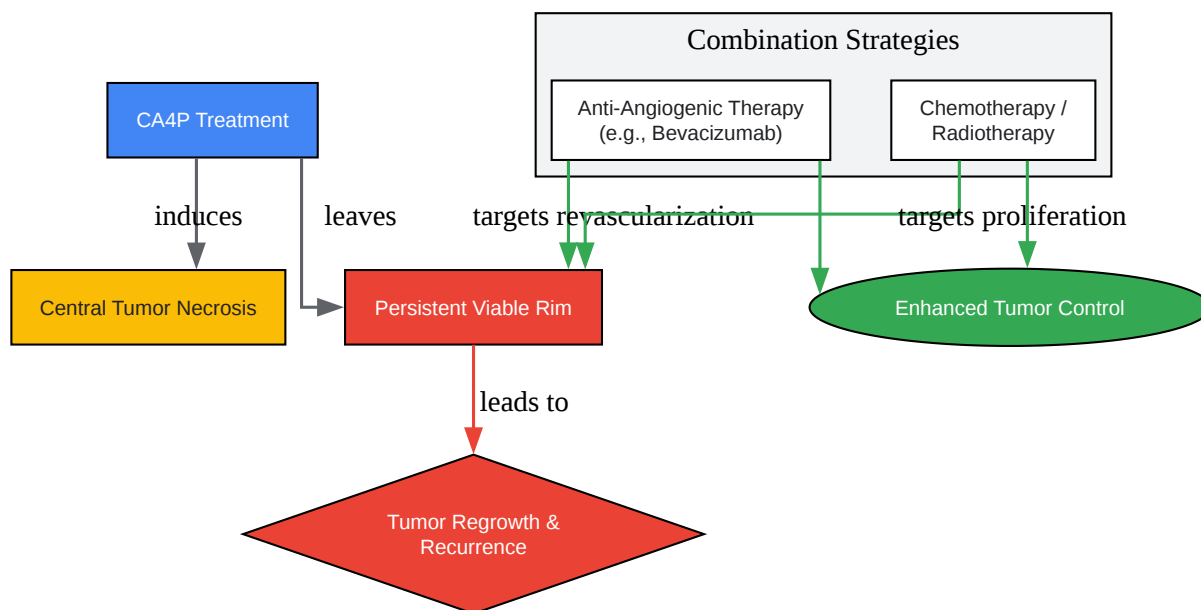 Combination Strategies
CA4P Treatment
Anti-Angiogenic Therapy
(e.g., Bevacizumab)
Chemotherapy /
Radiotherapy
induces
leaves
targets revascularization
targets proliferation
Central Tumor Necrosis
Persistent Viable Rim
Enhanced Tumor Control
leads to
Tumor Regrowth &
Recurrence